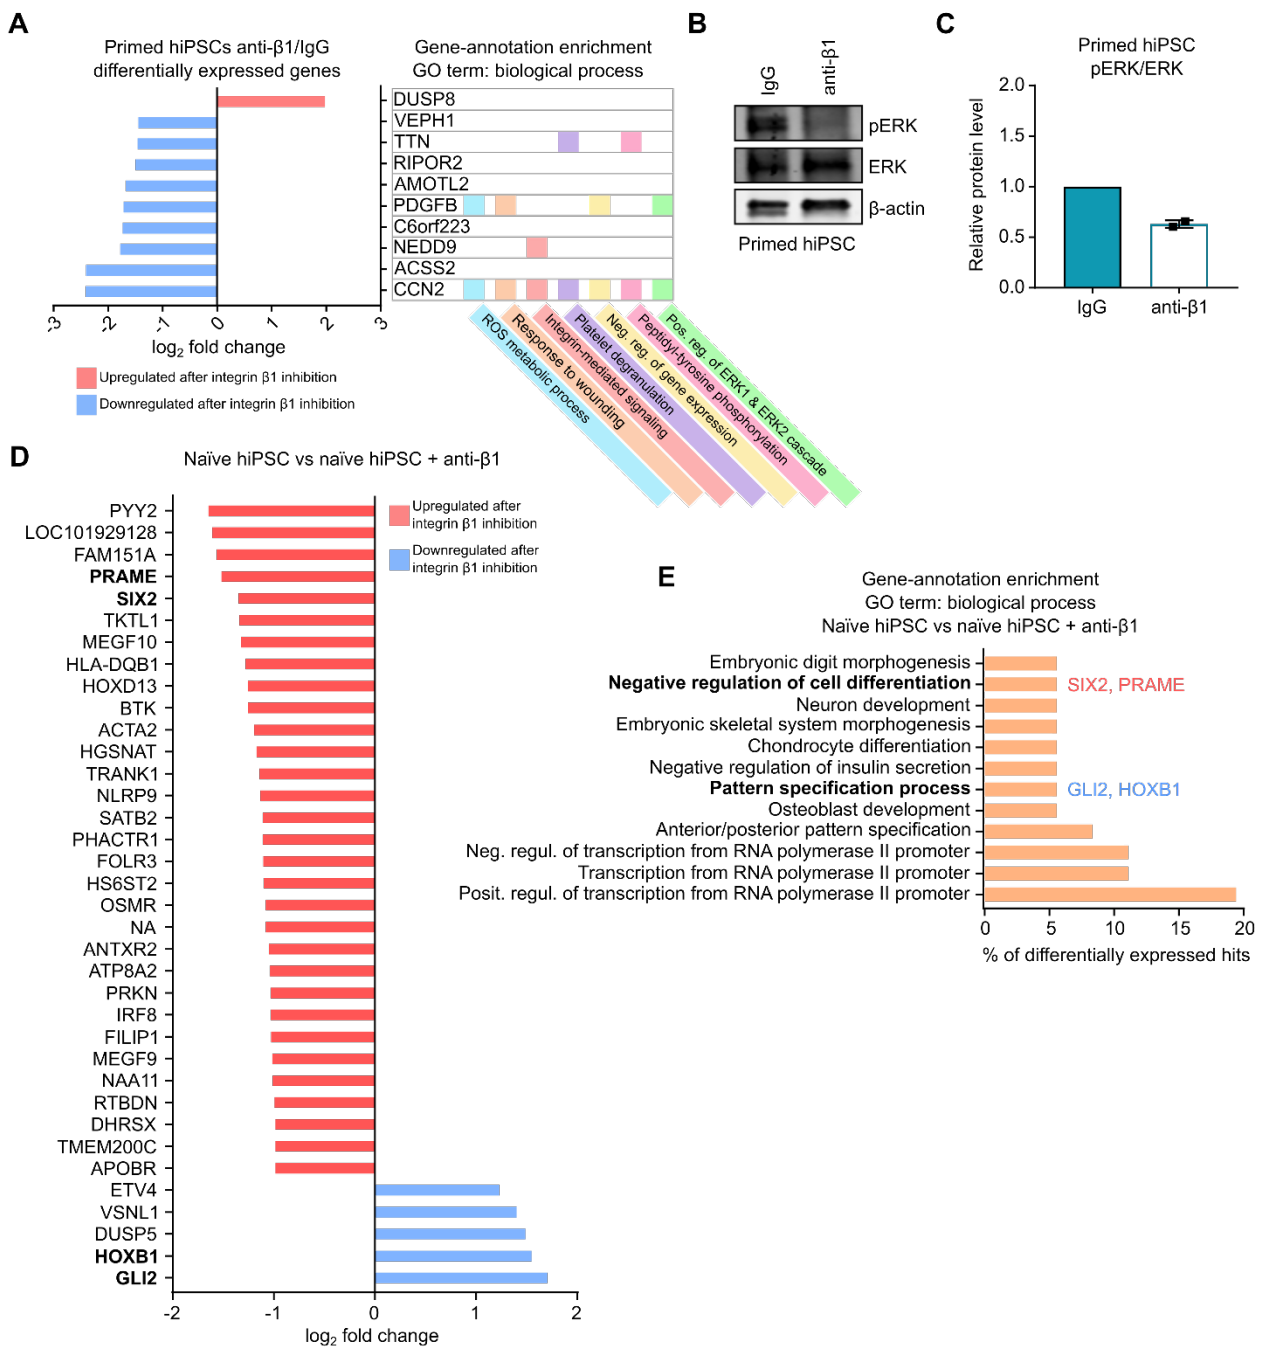 A
Primed hiPSCs anti-β1/IgG
differentially expressed genes
-3
-2
-1
0
1
2
3
log2 fold change
Upregulated after integrin β1 inhibition
Downregulated after integrin β1 inhibition
Gene-annotation enrichment
GO term: biological process
DUSP8
VEPH1
TTN
RIPOR2
AMOTL2
PDGFB
C6orf223
NEDD9
ACSS2
CCN2
ROS metabolic process
Response to wounding
Integrin-mediated signaling
Platelet degranulation
Neg. reg. of gene expression
Peptidyl-tyrosine phosphorylation
Pos. reg. of ERK1 & ERK2 cascade
B
IgG
anti-β1
pERK
ERK
β-actin
Primed hiPSC
C
Primed hiPSC
pERK/ERK
Relative protein level
2.0
1.5
1.0
0.5
0.0
IgG
anti-β1
D
Naïve hiPSC vs naïve hiPSC + anti-β1
Upregulated after
integrin β1 inhibition
Downregulated after
integrin β1 inhibition
PYY2
LOC101929128
FAM151A
PRAME
SIX2
TKTL1
MEGF10
HLA-DQB1
HOXD13
BTK
ACTA2
HGSNAT
TRANK1
NLRP9
SATB2
PHACTR1
FOLR3
HS6ST2
OSMR
NA
ANTXR2
ATP8A2
PRKN
IRF8
FILIP1
MEGF9
NAA11
RTBDN
DHRSX
TMEM200C
APOBR
ETV4
VSNL1
DUSP5
HOXB1
GLI2
-2
-1
0
1
2
log2 fold change
E
Gene-annotation enrichment
GO term: biological process
Naïve hiPSC vs naïve hiPSC + anti-β1
Embryonic digit morphogenesis
Negative regulation of cell differentiation
SIX2, PRAME
Neuron development
Embryonic skeletal system morphogenesis
Chondrocyte differentiation
Negative regulation of insulin secretion
Pattern specification process
GLI2, HOXB1
Osteoblast development
Anterior/posterior pattern specification
Neg. regul. of transcription from RNA polymerase II promoter
Transcription from RNA polymerase II promoter
Posit. regul. of transcription from RNA polymerase II promoter
0
5
10
15
20
% of differentially expressed hits